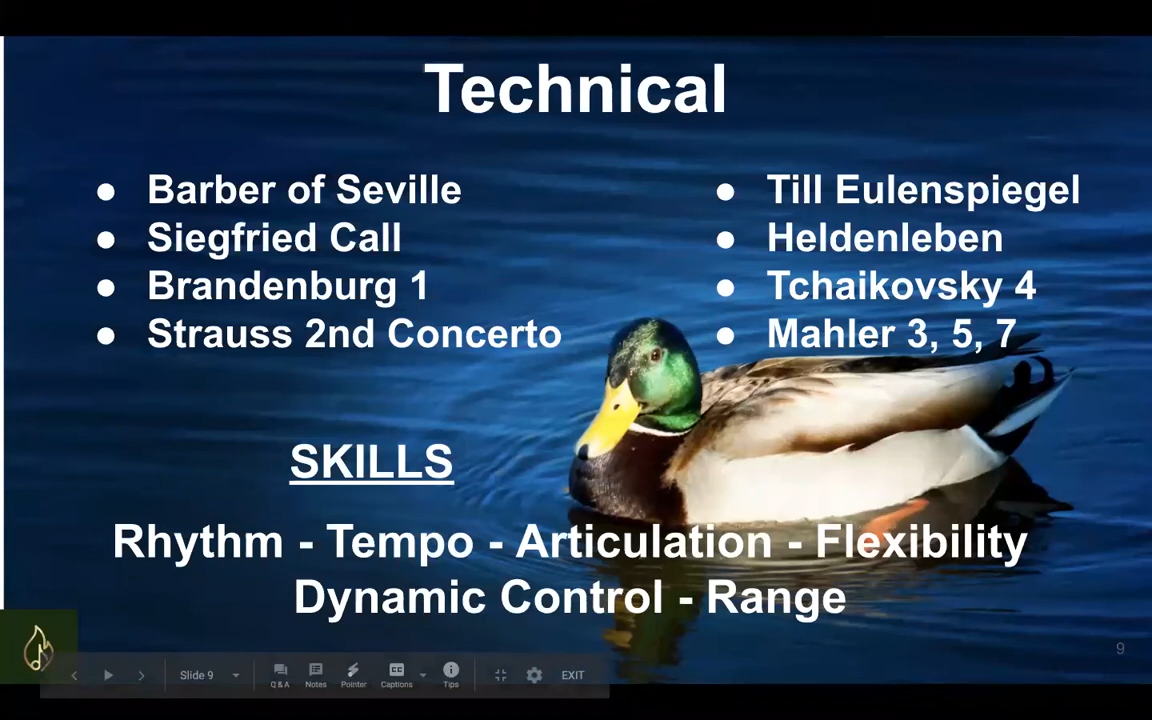 Technical
● Barber of Seville
● Siegfried Call
● Brandenburg 1
● Strauss 2nd Concerto
● Till Eulenspiegel
● Heldenleben
● Tchaikovsky 4
● Mahler 3, 5, 7
SKILLS
Rhythm - Tempo - Articulation - Flexibility
Dynamic Control - Range
9
Slide 9
Q & A
Notes
Pointer
CC
Captions
Tips
EXIT